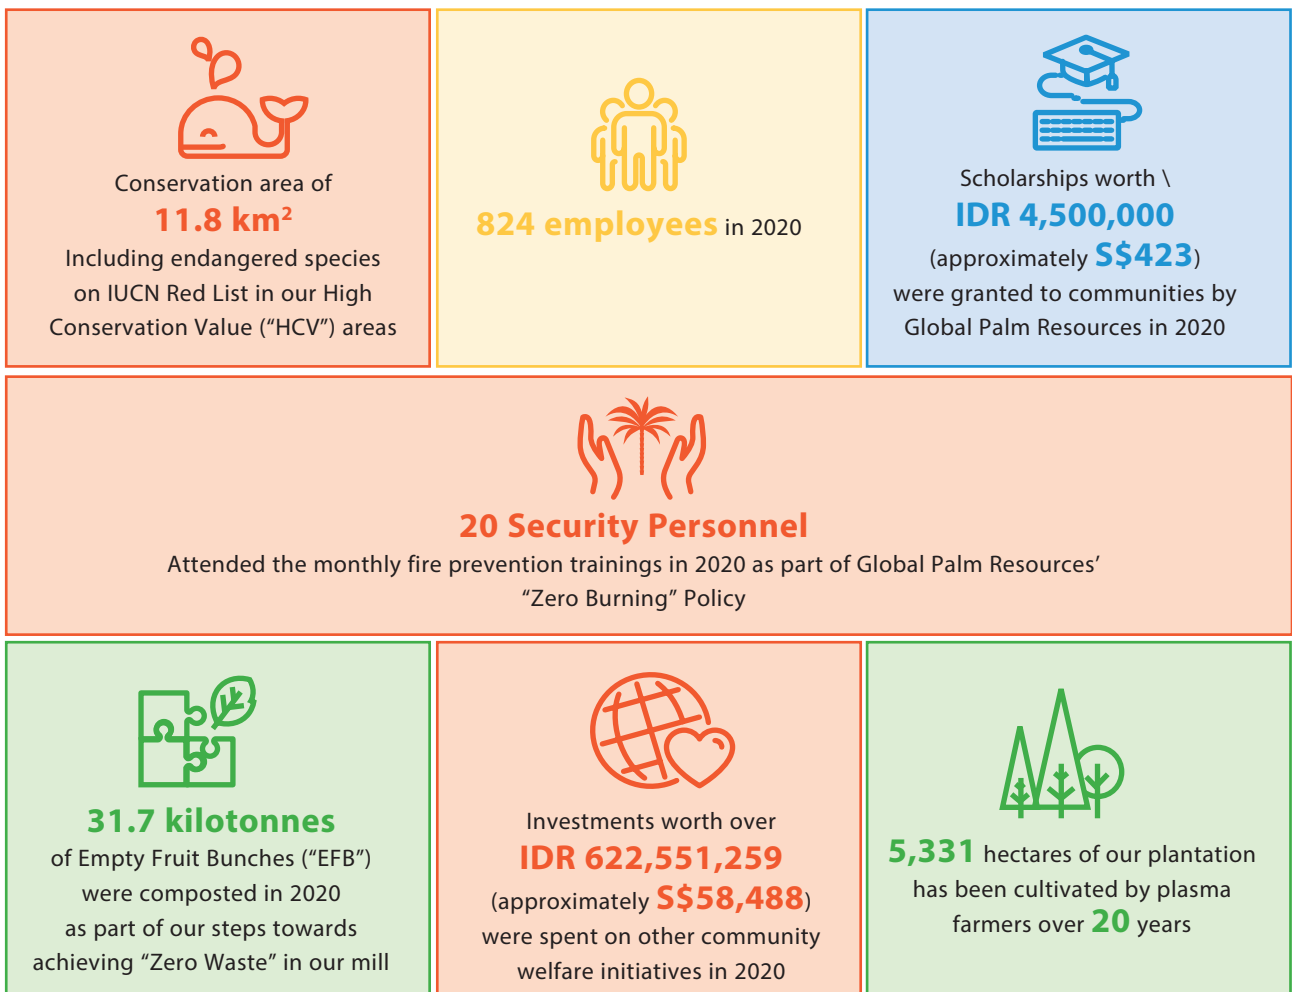 Conservation area of
11.8 km²
Including endangered species
on IUCN Red List in our High
Conservation Value (“HCV”) areas
824 employees in 2020
Scholarships worth \
IDR 4,500,000
(approximately S$423)
were granted to communities by
Global Palm Resources in 2020
20 Security Personnel
Attended the monthly fire prevention trainings in 2020 as part of Global Palm Resources’
“Zero Burning” Policy
31.7 kilotonnes
of Empty Fruit Bunches (“EFB”)
were composted in 2020
as part of our steps towards
achieving “Zero Waste” in our mill
Investments worth over
IDR 622,551,259
(approximately S$58,488)
were spent on other community
welfare initiatives in 2020
5,331 hectares of our plantation
has been cultivated by plasma
farmers over 20 years